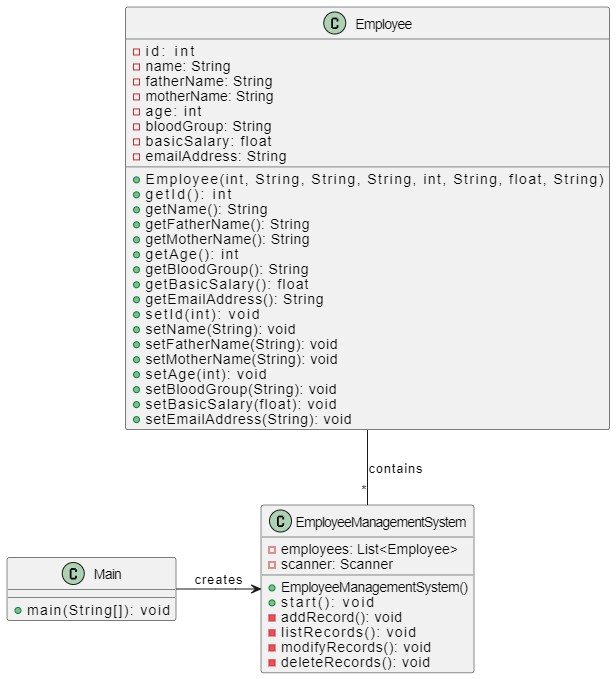 C Employee
id: int
name: String
fatherName: String
motherName: String
age: int
bloodGroup: String
basicSalary: float
emailAddress: String
Employee(int, String, String, String, int, String, float, String)
getId(): int
getName(): String
getFatherName(): String
getMotherName(): String
getAge(): int
getBloodGroup(): String
getBasicSalary(): float
getEmailAddress(): String
setId(int): void
setName(String): void
setFatherName(String): void
setMotherName(String): void
setAge(int): void
setBloodGroup(String): void
setBasicSalary(float): void
setEmailAddress(String): void
contains
*
C EmployeeManagementSystem
employees: List<Employee>
scanner: Scanner
EmployeeManagementSystem()
start(): void
addRecord(): void
listRecords(): void
modifyRecords(): void
deleteRecords(): void
C Main
main(String[]): void
creates